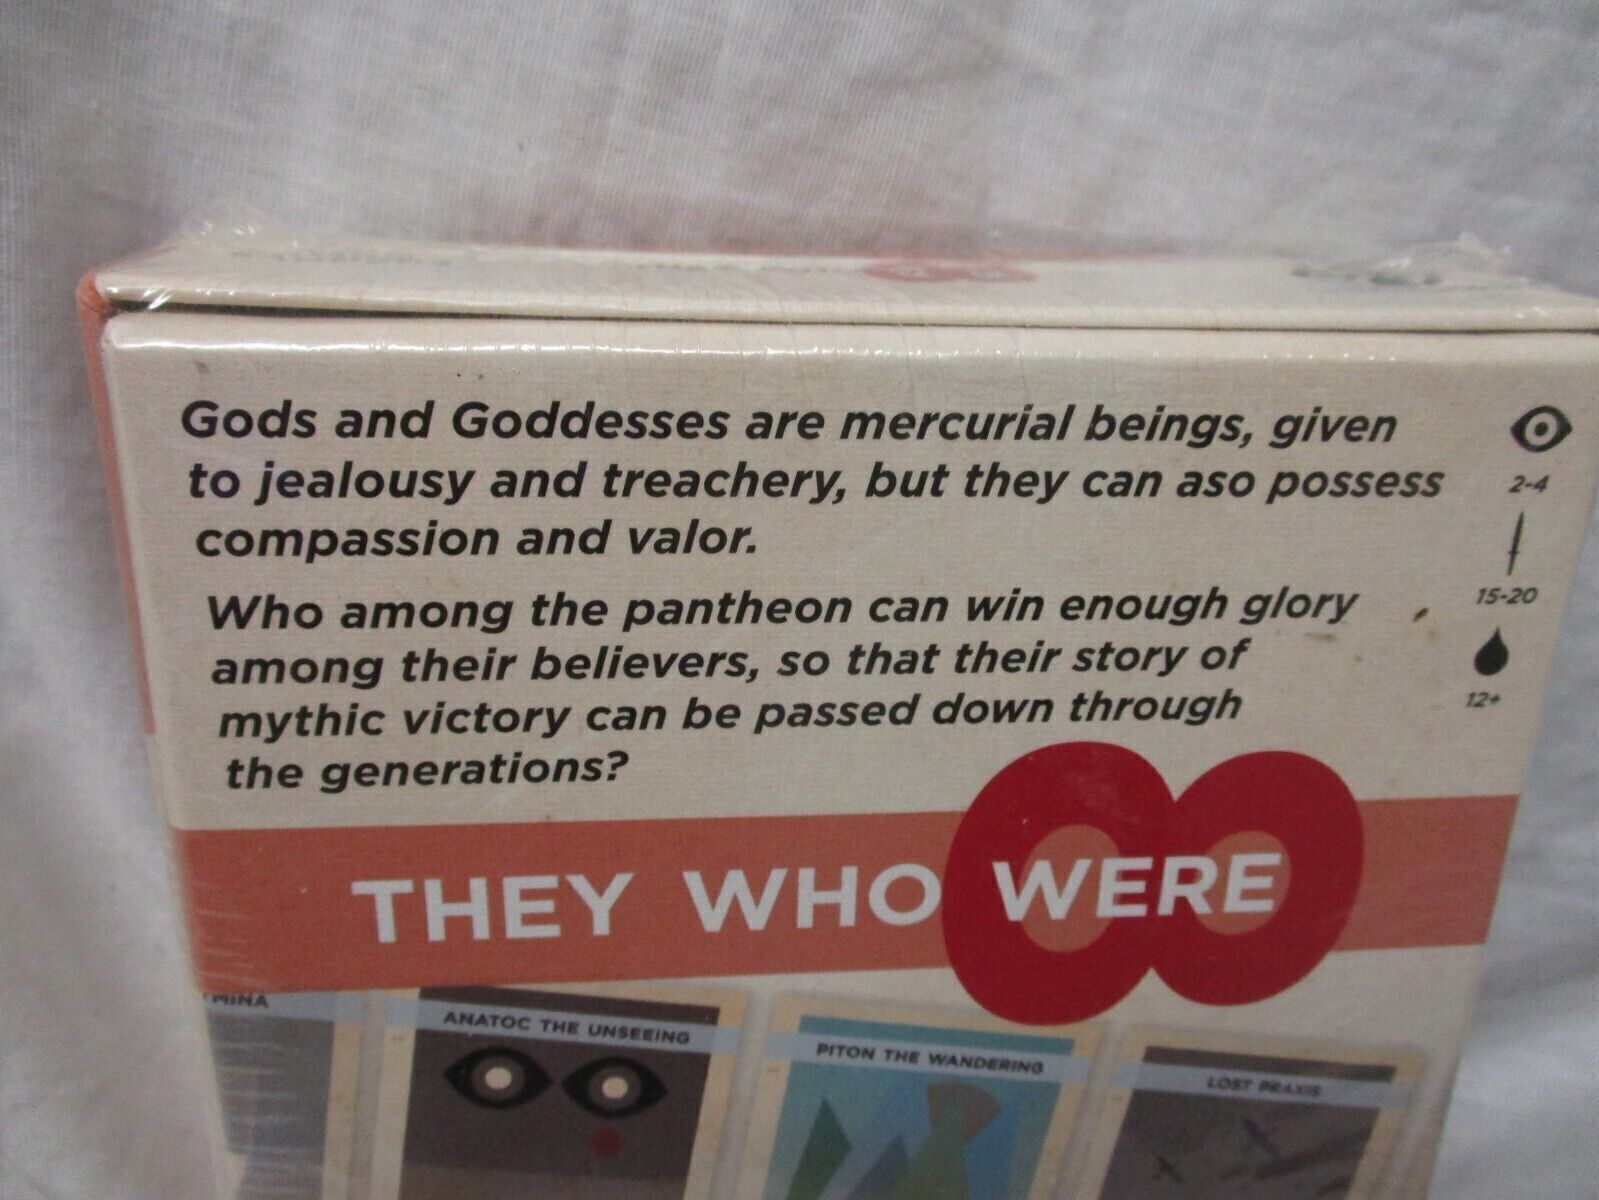 Gods and Goddesses are mercurial beings, given
to jealousy and treachery, but they can aso possess
compassion and valor.
Who among the pantheon can win enough glory
among their believers, so that their story of
mythic victory can be passed down through
the generations?
2-4
15-20
12+
THEY WHO WERE
ANATOC THE UNSEEING
PITON THE WANDERING
LOST PRAXIS